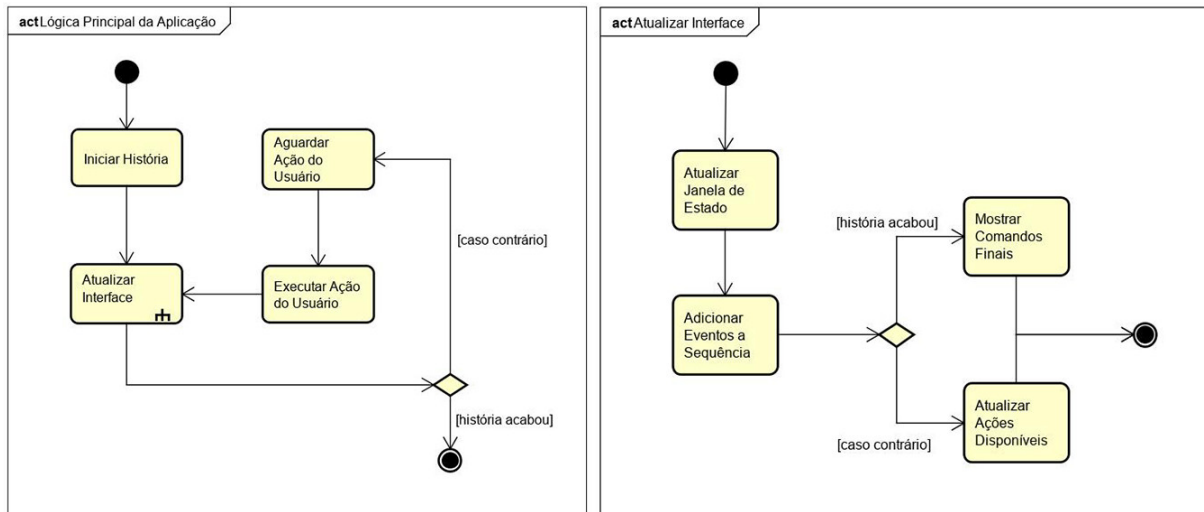 act Lógica Principal da Aplicação
Iniciar História
Aguardar
Ação do
Usuário
[caso contrário]
Atualizar
Interface
Executar Ação
do Usuário
[história acabou]
act Atualizar Interface
Atualizar
Janela de
Estado
[história acabou]
Mostrar
Comandos
Finais
Adicionar
Eventos a
Sequência
[caso contrário]
Atualizar
Ações
Disponíveis